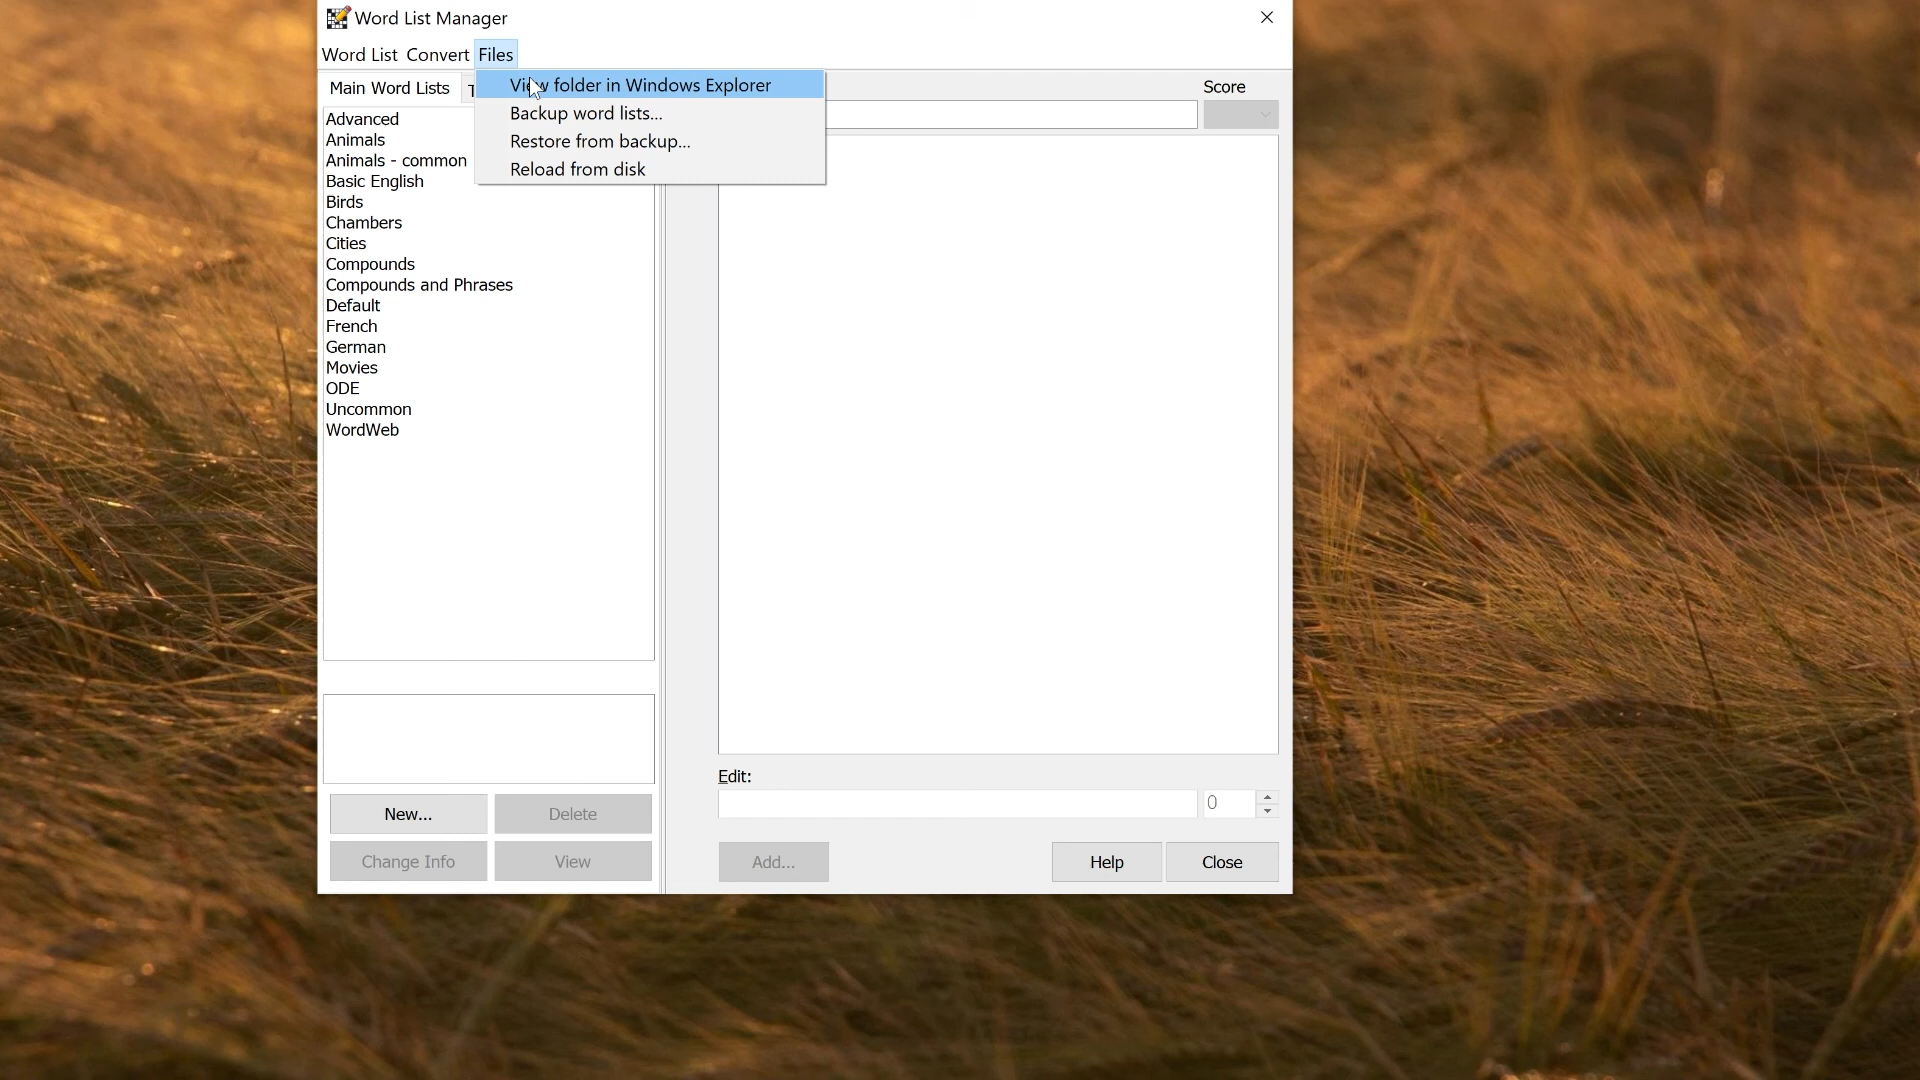 Word List Manager
Word List Convert Files
Main Word Lists
View folder in Windows Explorer
Score
Backup word lists...
Restore from backup...
Reload from disk
Advanced
Animals
Animals - common
Basic English
Birds
Chambers
Cities
Compounds
Compounds and Phrases
Default
French
German
Movies
ODE
Uncommon
WordWeb
Edit:
0
New...
Delete
Change Info
View
Add...
Help
Close